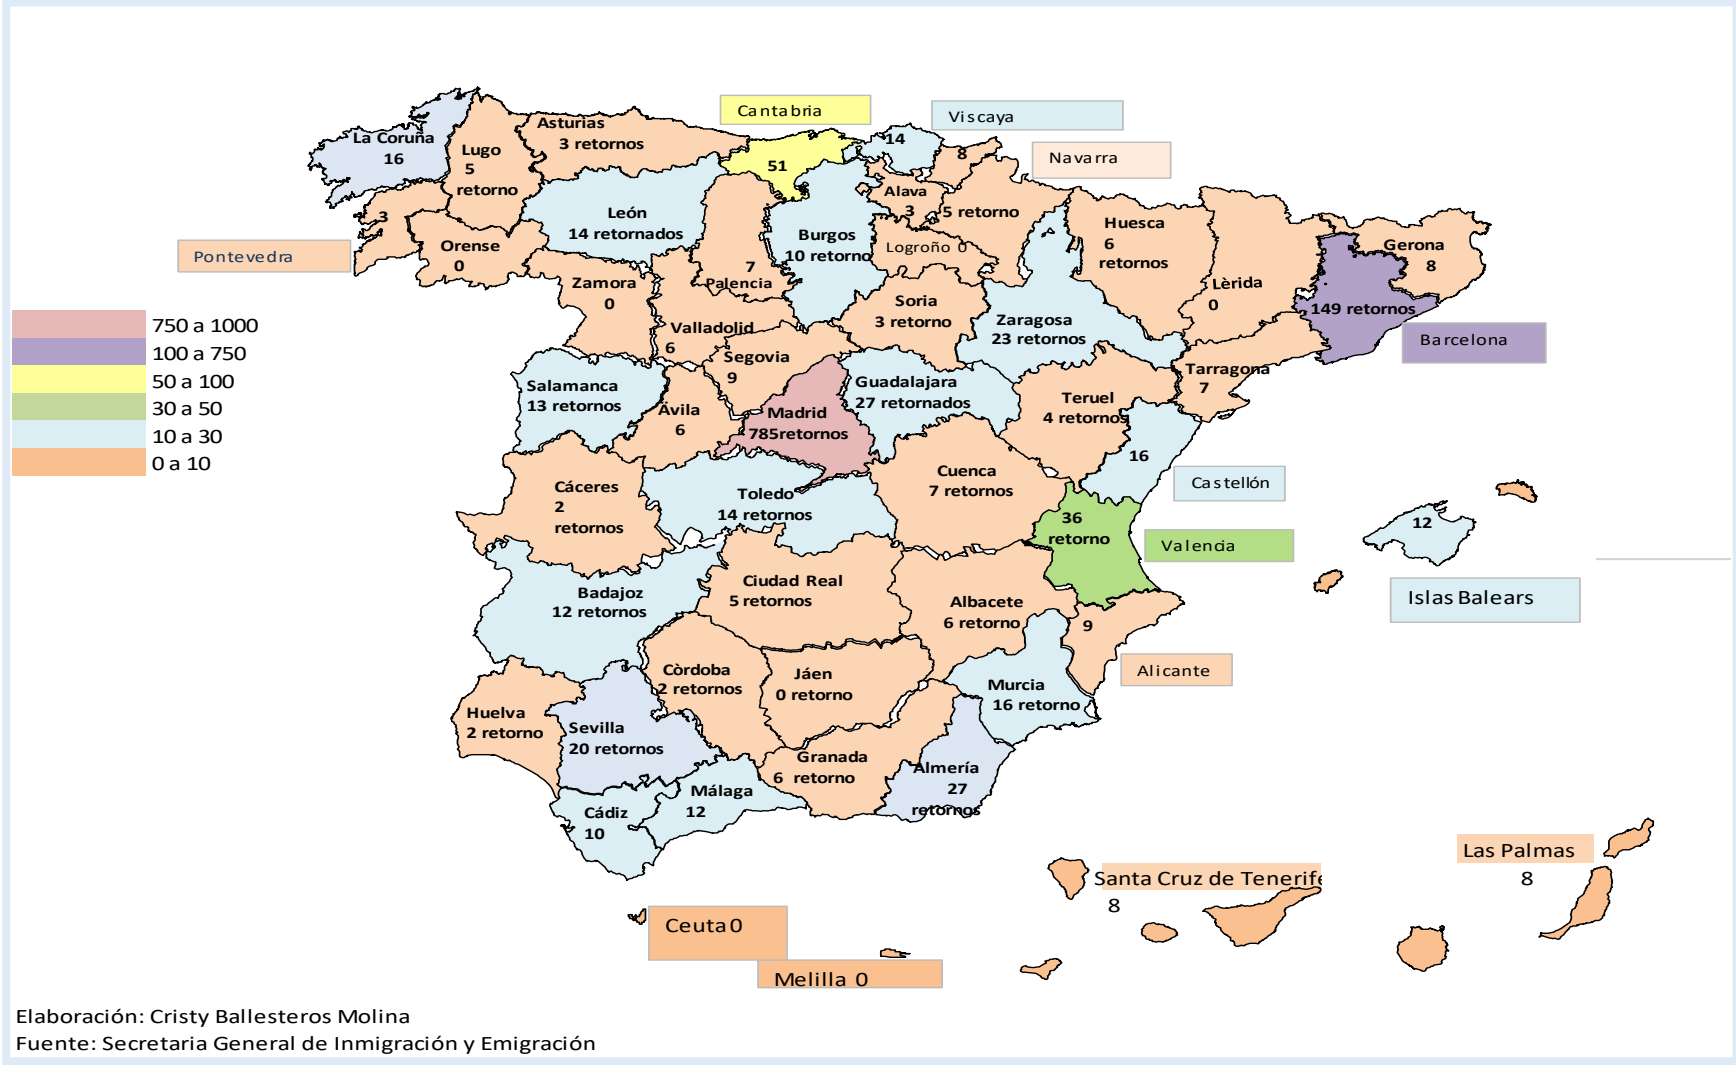 Cantabria
Viscaya
La Coruña
16
Lugo
5
retorno
Asturias
3 retornos
51
14
8
Navarra
3
Pontevedra
Orense
0
León
14 retornados
7
Palencia
Burgos
10 retorno
Alava
3
5 retorno
Logroño 0
Huesca
6
retornos
Lèrida
0
Gerona
8
149 retornos
Barcelona
Zamora
0
Valladolid
6
Soria
3 retorno
Zaragosa
23 retornos
Tarragona
7
750 a 1000
100 a 750
50 a 100
30 a 50
10 a 30
0 a 10
Salamanca
13 retornos
Ávila
6
Segovia
9
Madrid
785retornos
Guadalajara
27 retornados
Teruel
4 retornos
16
Castellón
Cáceres
2
retornos
Toledo
14 retornos
Cuenca
7 retornos
36
retorno
Valencia
12
Islas Balears
Badajoz
12 retornos
Ciudad Real
5 retornos
Albacete
6 retorno
9
Alicante
Huelva
2 retorno
Sevilla
20 retornos
Còrdoba
2 retornos
Jáen
0 retorno
Murcia
16 retorno
Granada
6 retorno
Almería
27
retornos
Cádiz
10
Málaga
12
Las Palmas
8
Santa Cruz de Tenerife
8
Ceuta0
Melilla 0
Elaboración: Cristy Ballesteros Molina
Fuente: Secretaria General de Inmigración y Emigración